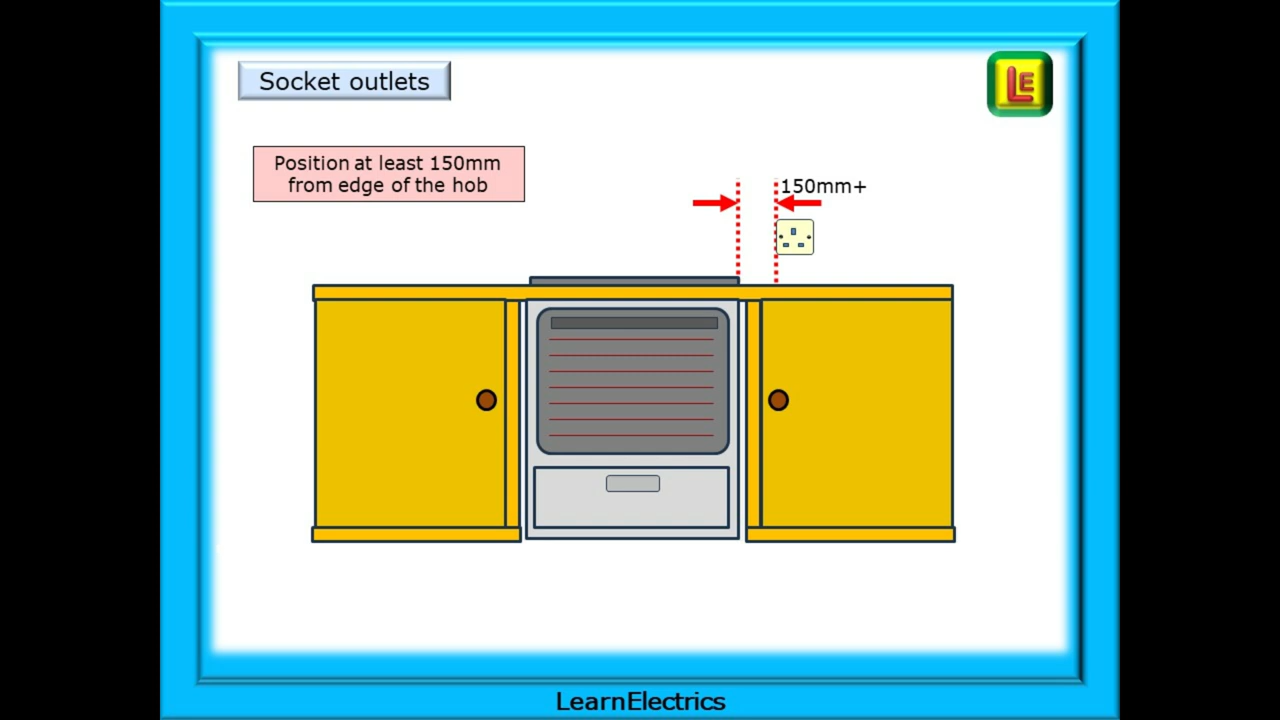 Socket outlets
LE
Position at least 150mm
from edge of the hob
150mm+
LearnElectrics